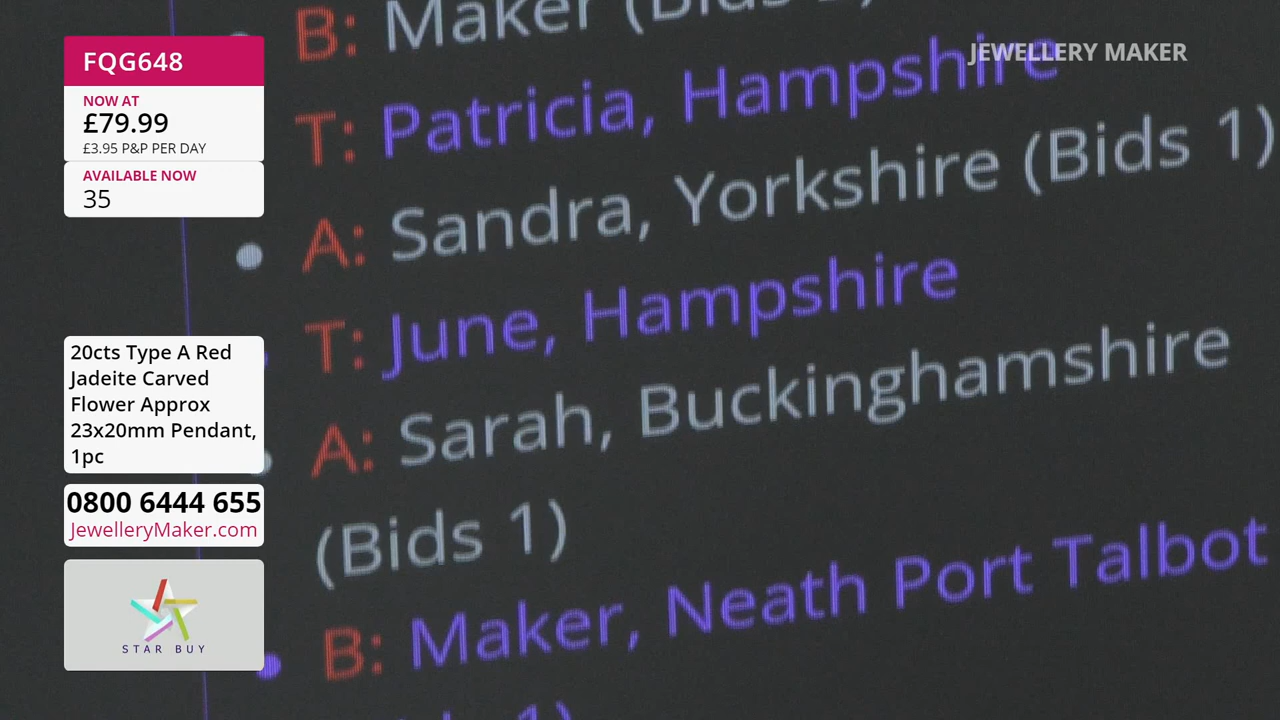 FQG648
NOW AT
£79.99
£3.95 P&P PER DAY
AVAILABLE NOW
35
20cts Type A Red
Jadeite Carved
Flower Approx
23x20mm Pendant,
1pc
0800 6444 655
JewelleryMaker.com
STAR BUY
JEWELLERY MAKER
B: Maker (Bids
T: Patricia, Hampshire
A: Sandra, Yorkshire (Bids 1)
T: June, Hampshire
A: Sarah, Buckinghamshire
(Bids 1)
B: Maker, Neath Port Talbot